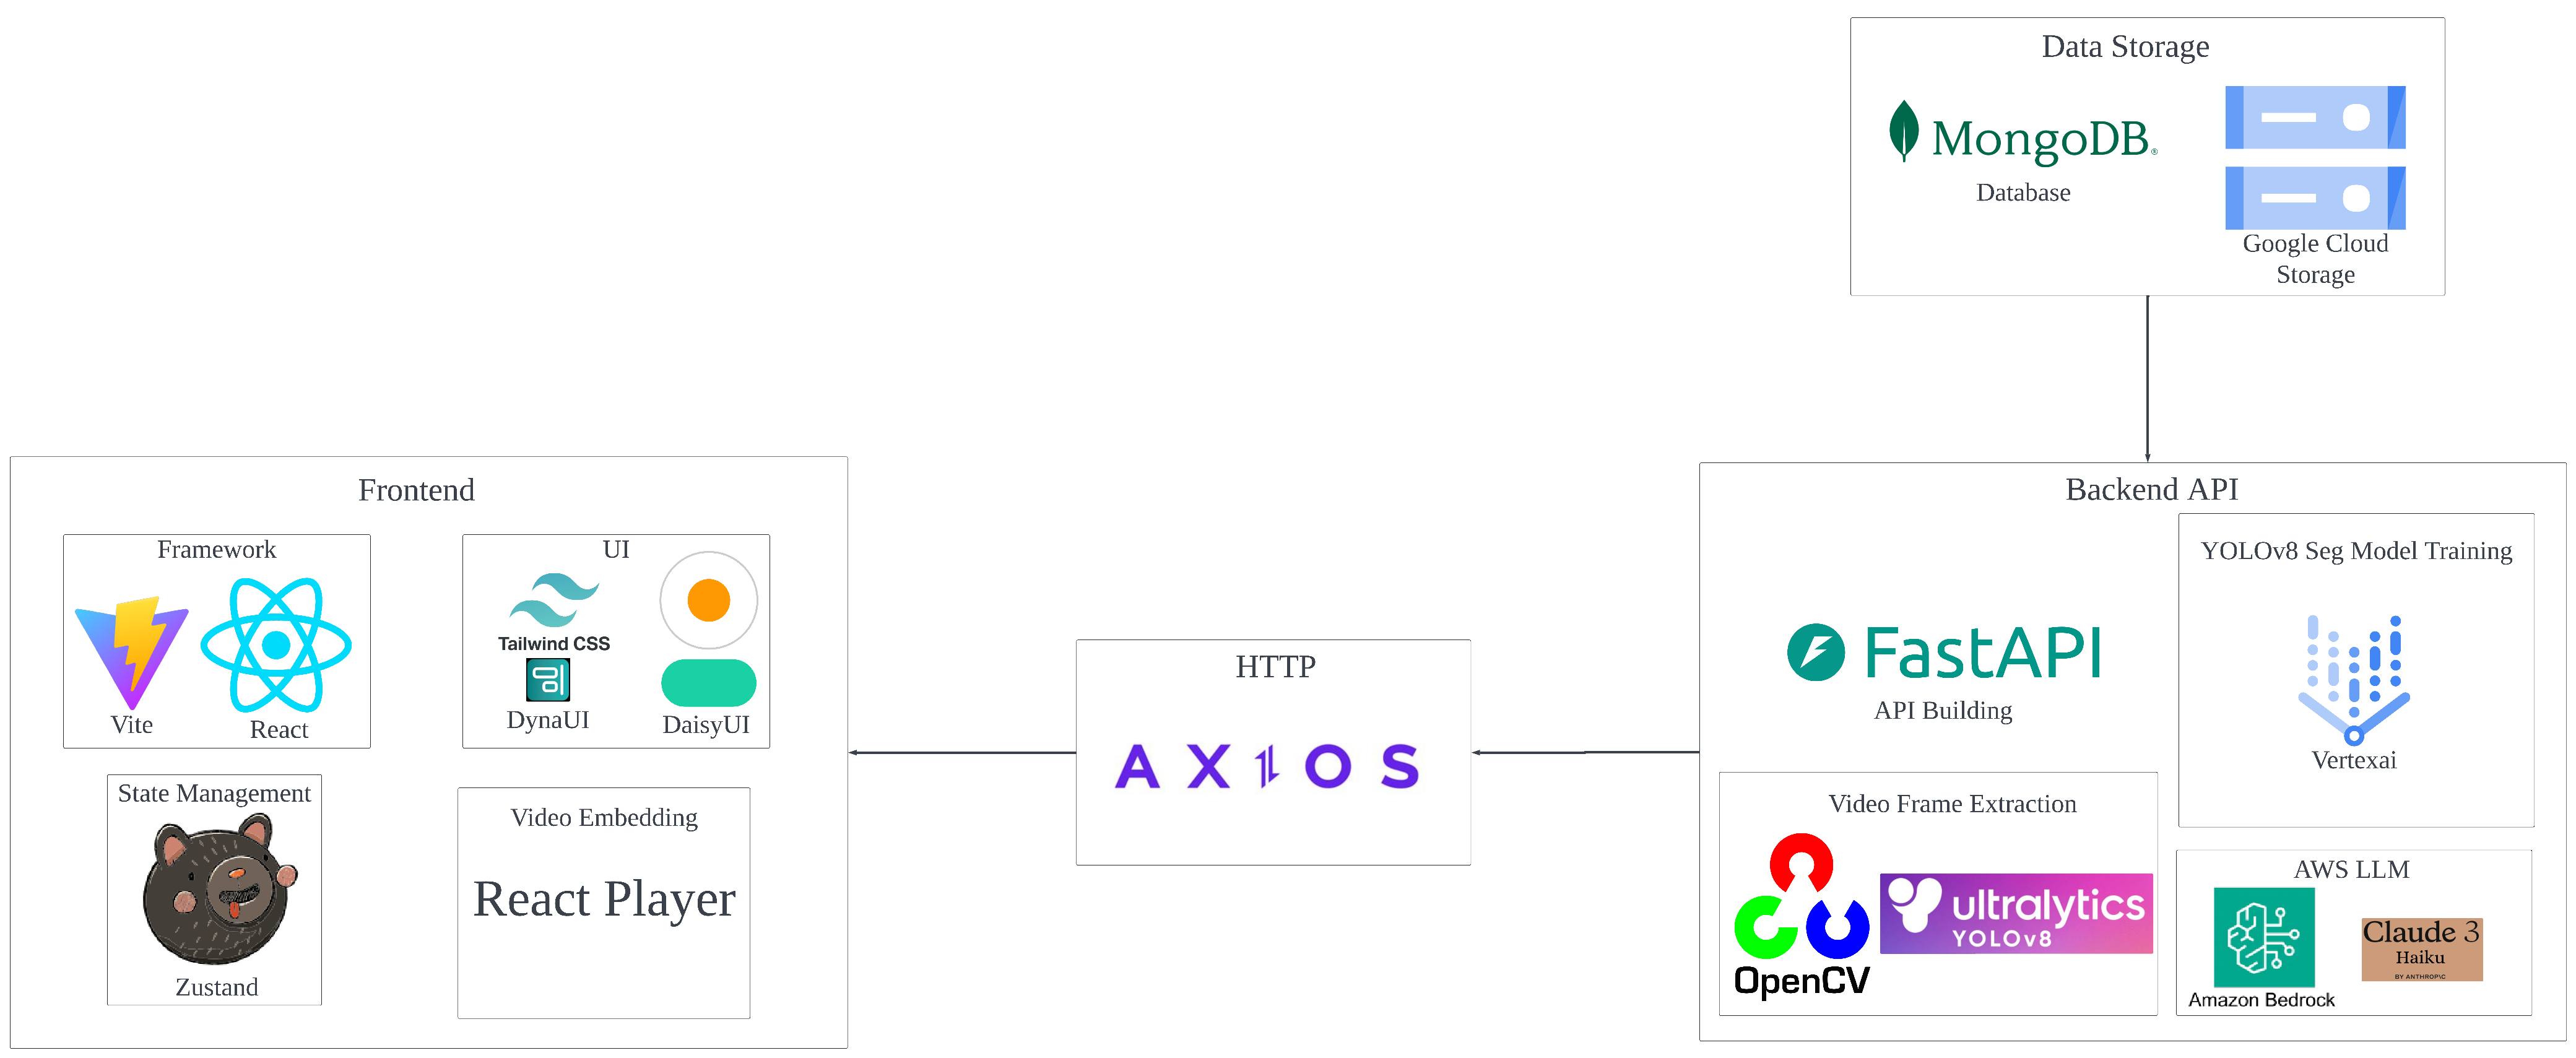 Data Storage
MongoDB®
Database
Google Cloud
Storage
Frontend
Framework
Vite
React
UI
Tailwind CSS
DynaUI
DaisyUI
State Management
Zustand
Video Embedding
React Player
HTTP
AXIOS
Backend API
FastAPI
API Building
YOLOv8 Seg Model Training
Vertexai
Video Frame Extraction
OpenCV
ultralytics
YOLOv8
AWS LLM
Amazon Bedrock
Claude 3
Haiku
BY ANTHROP\C